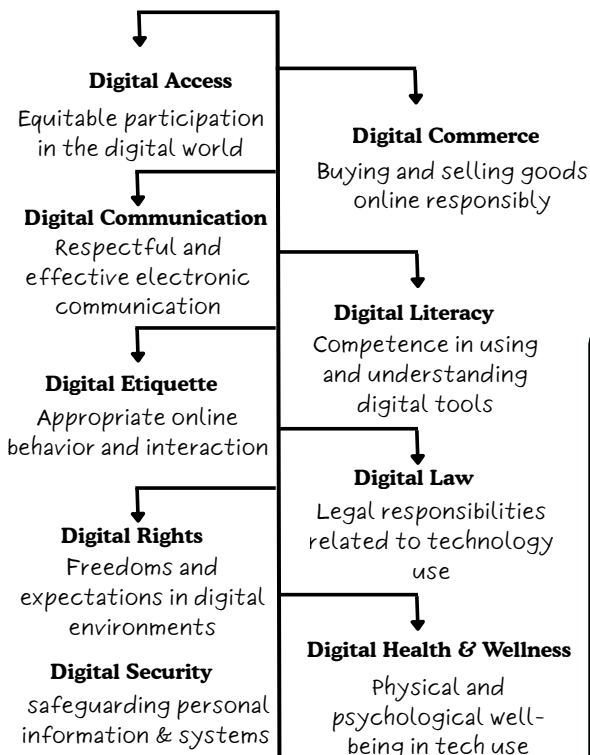 Digital Access
Equitable participation
in the digital world
Digital Commerce
Buying and selling goods
online responsibly
Digital Communication
Respectful and
effective electronic
communication
Digital Literacy
Competence in using
and understanding
digital tools
Digital Etiquette
Appropriate online
behavior and interaction
Digital Law
Legal responsibilities
related to technology
use
Digital Rights
Freedoms and
expectations in digital
environments
Digital Health & Wellness
Physical and
psychological well-
being in tech use
Digital Security
safeguarding personal
information & systems